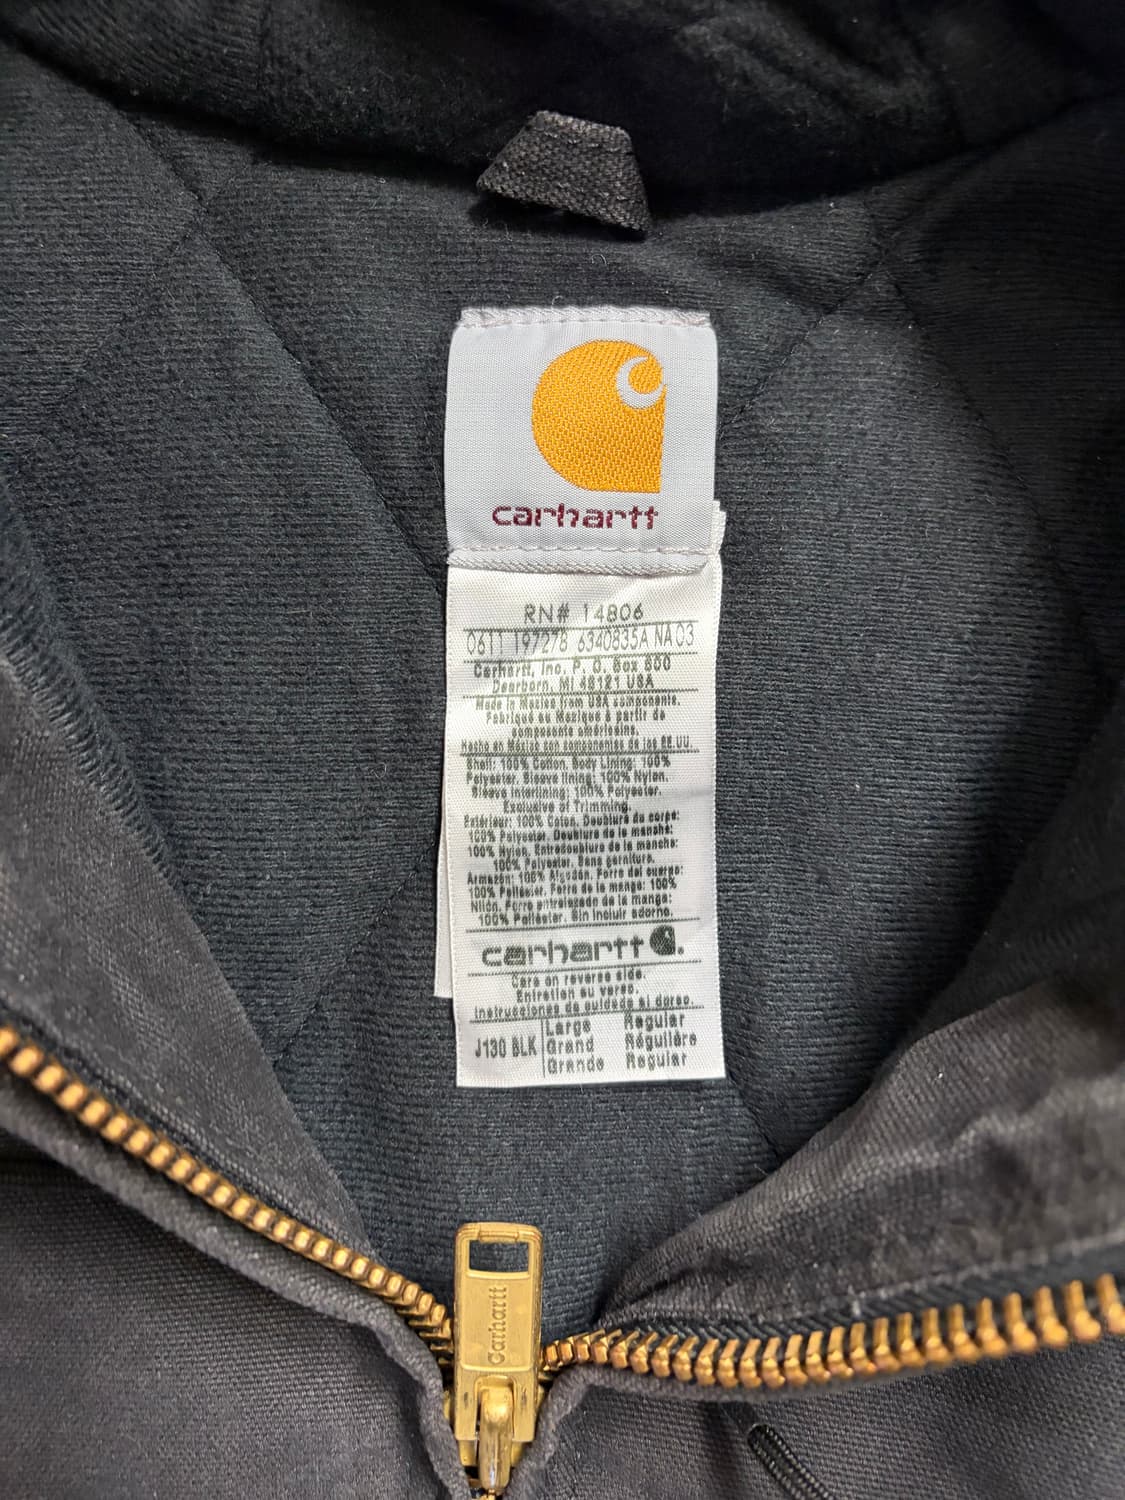 carhartt
RN# 14806
0611 197278 6340835A NA 03
Carhartt, Inc. P. O. Box 600
Dearborn, MI 48121 USA
Made in Mexico from USA components.
Fabriqué au Mexique à partir de
composants américains.
Hecho en México con componentes de los EE.UU.
Shell: 100% Cotton, Body Lining: 100%
Polyester, Sleeve lining: 100% Nylon,
Sleeve Interlining, 100% Polyester.
Exclusive of Trimming.
Extérieur: 100% Coton, Doublure du corps:
100% Polyester, Doublure de la manche:
100% Nylon, Entredoublure de la manche:
100% Polyester, Sans garniture.
Armazón: 100% Algodón, Forro del cuerpo:
100% Poliéster, Forro de la manga: 100%
Nilón, Forro entrelazado de la manga:
100% Poliéster, Sin incluir adorno.
carhartt
Care on reverse side.
Entretien au verso.
Instrucciones de cuidado al dorso.
J130 BLK Large Regular
Grand Régulière
Grande Regular
Carhartt